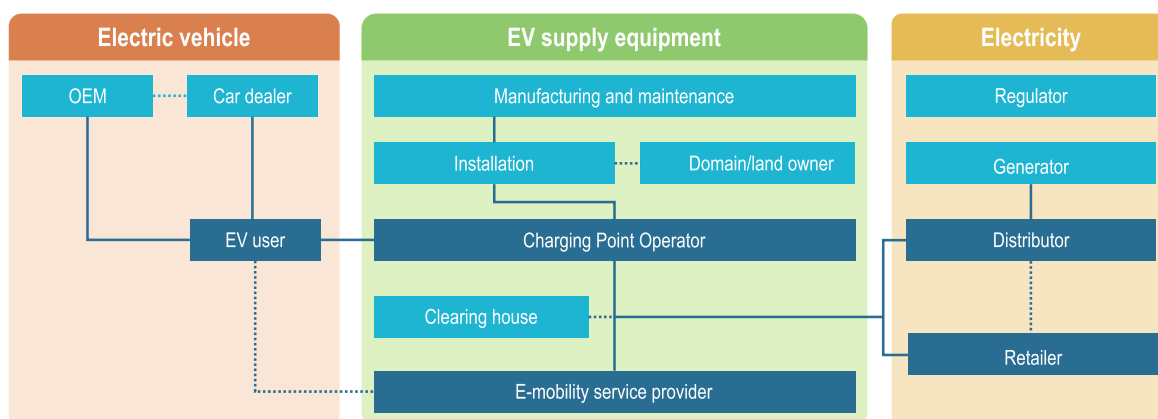 Electric vehicle
OEM
Car dealer
EV user
EV supply equipment
Manufacturing and maintenance
Installation
Domain/land owner
Charging Point Operator
Clearing house
E-mobility service provider
Electricity
Regulator
Generator
Distributor
Retailer